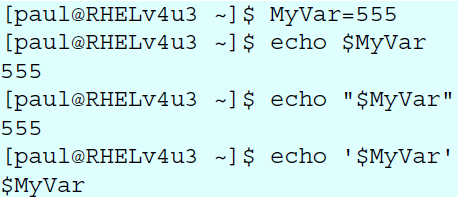 [paul@RHELv4u3 ~]$ MyVar=555
[paul@RHELv4u3 ~]$ echo $MyVar
555
[paul@RHELv4u3 ~]$ echo "$MyVar"
555
[paul@RHELv4u3 ~]$ echo '$MyVar'
$MyVar